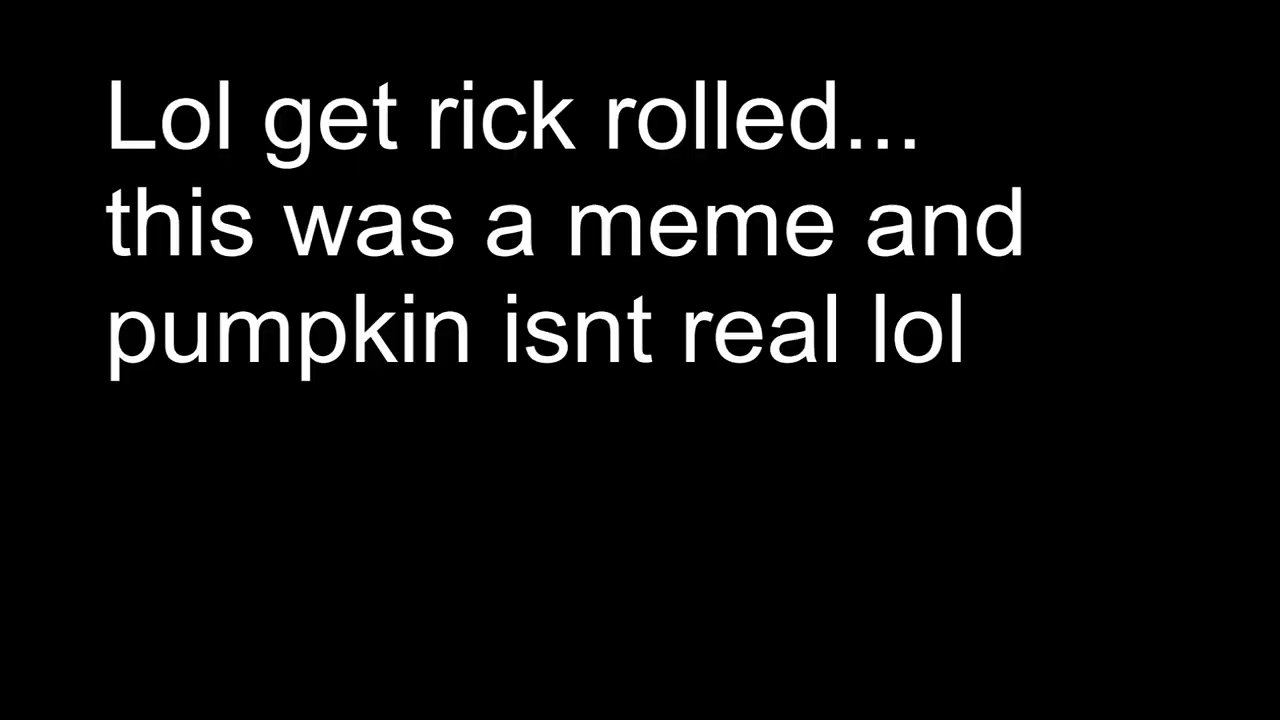 Lol get rick rolled...
this was a meme and
pumpkin isnt real lol